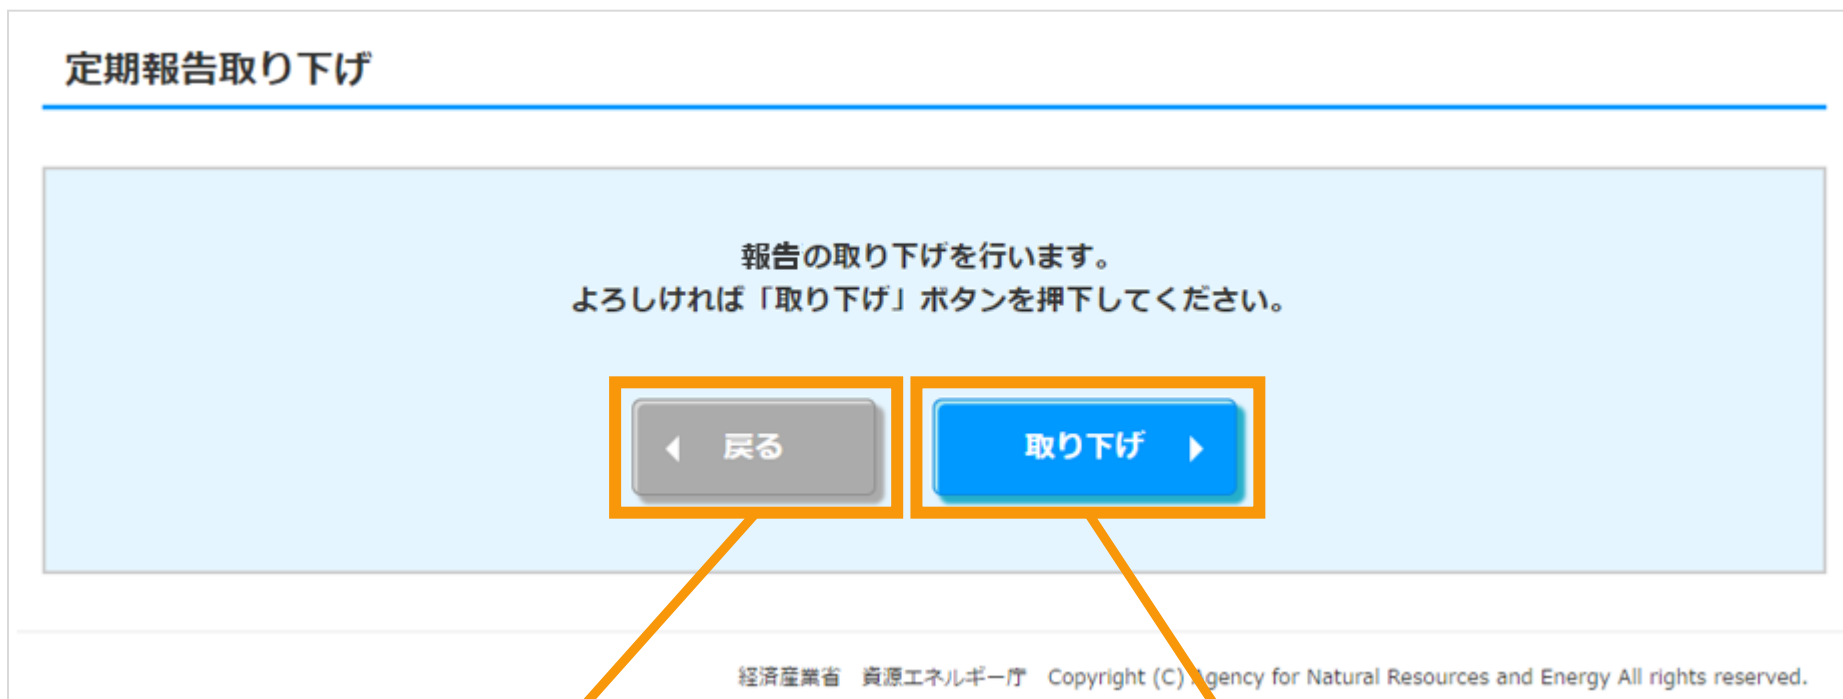 定期報告取り下げ
報告の取り下げを行います。
よろしければ「取り下げ」ボタンを押下してください。
戻る
取り下げ
経済産業省　資源エネルギー庁　Copyright (C) Agency for Natural Resources and Energy All rights reserved.